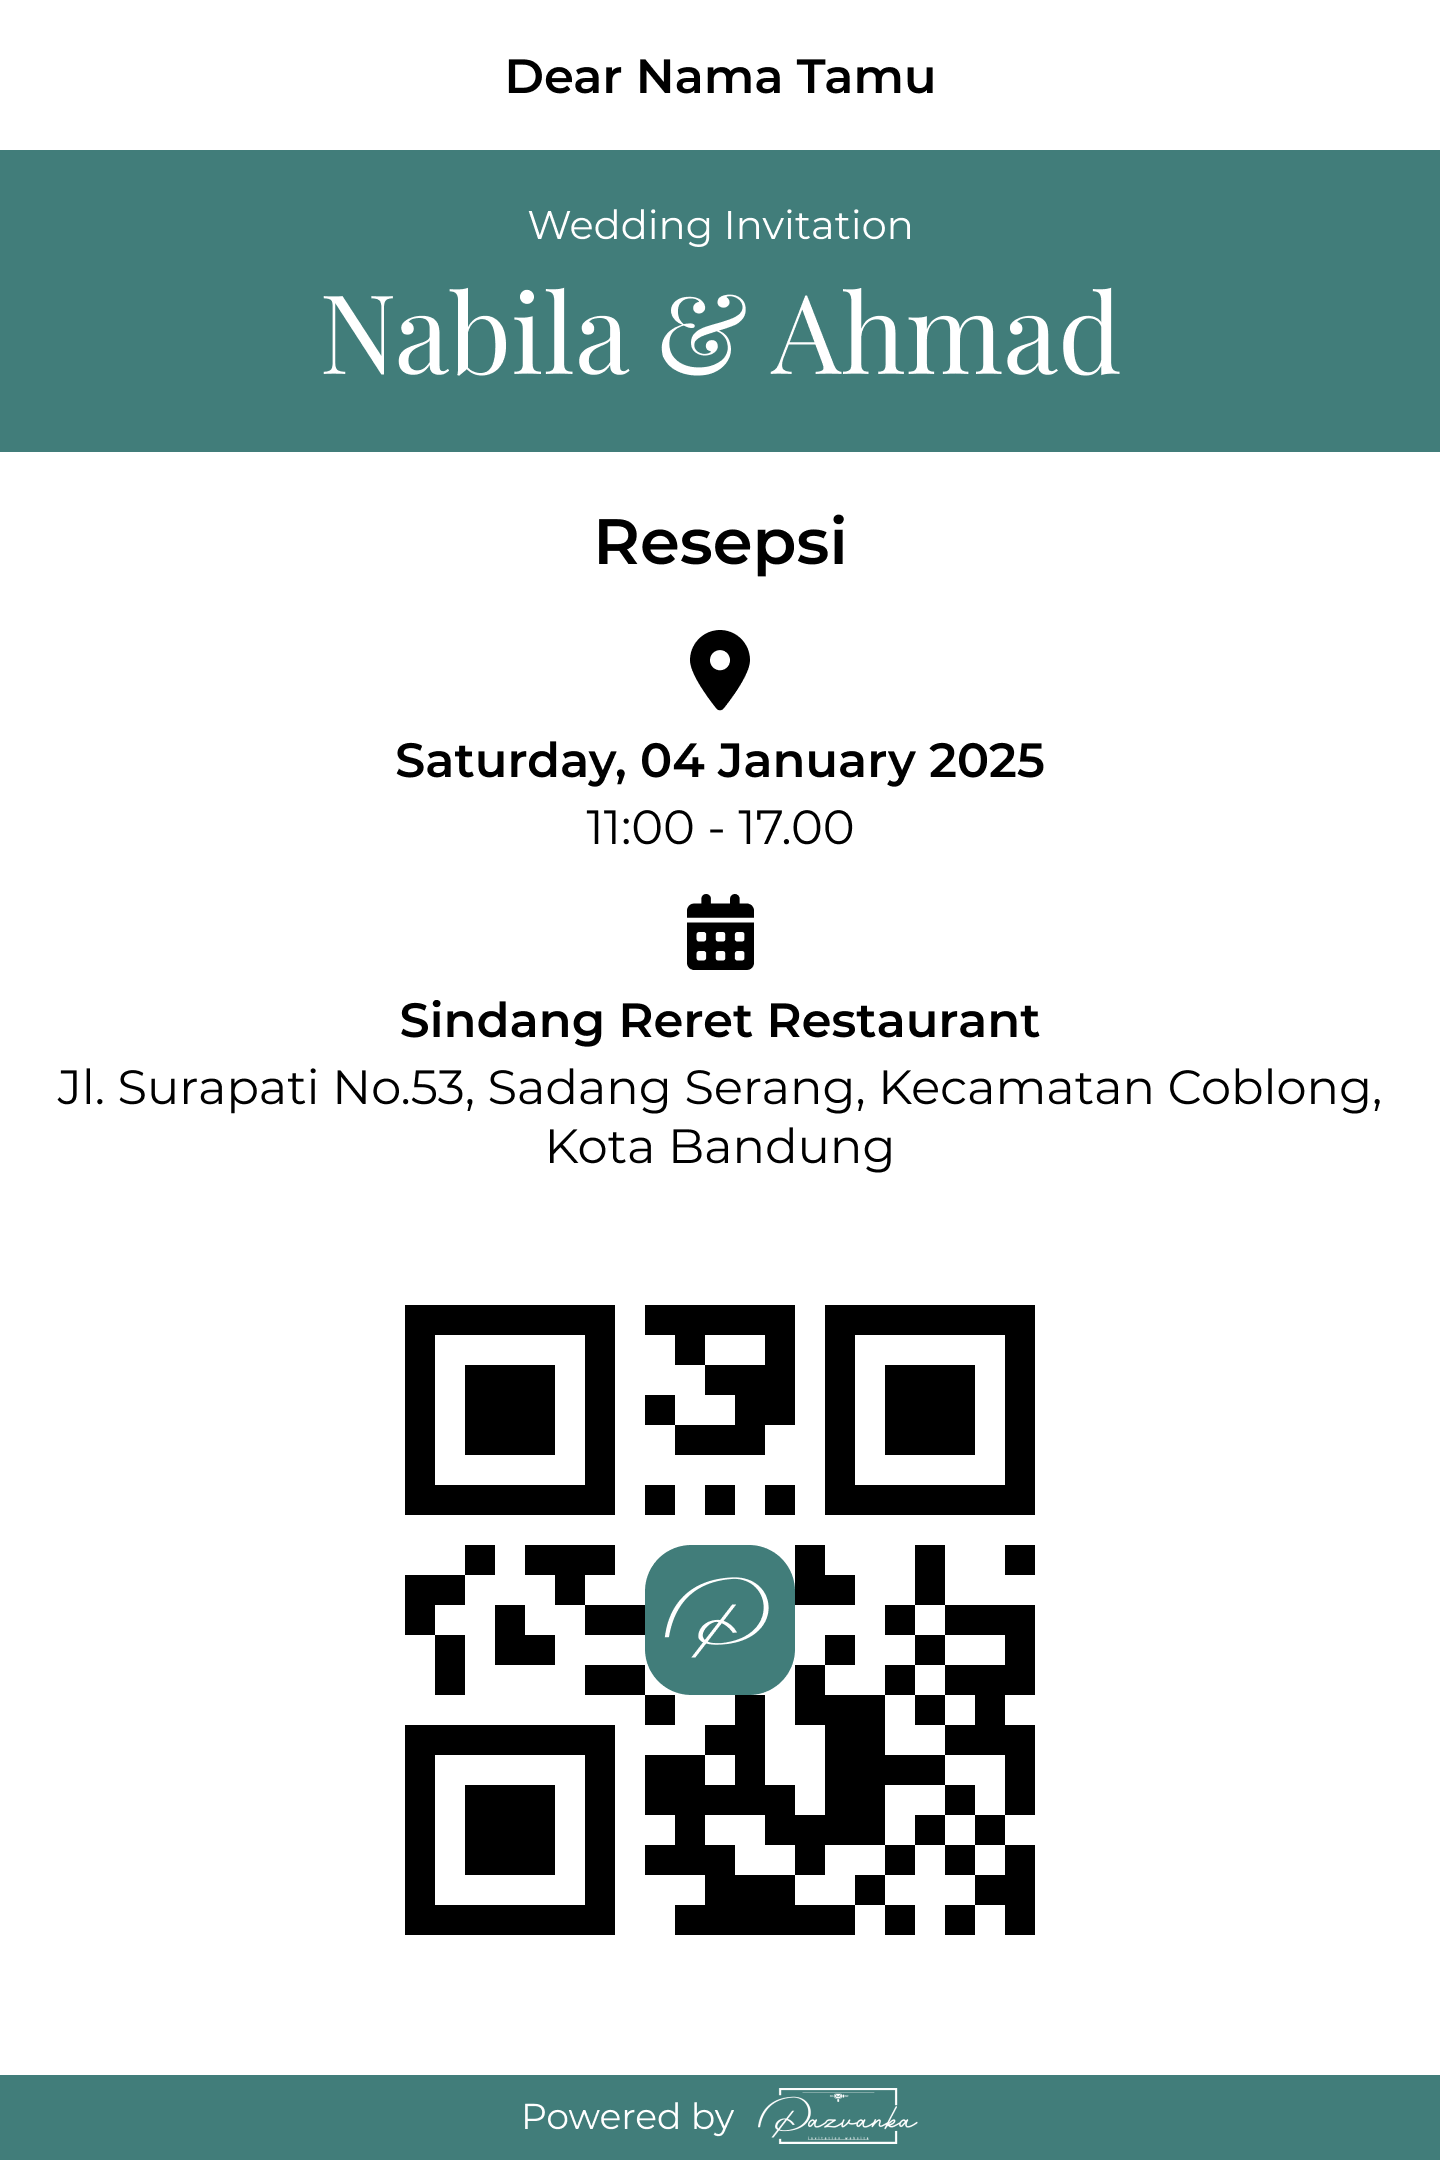 Dear Nama Tamu
Wedding Invitation
Nabila & Ahmad
Resepsi
Saturday, 04 January 2025
11:00 - 17.00
Sindang Reret Restaurant
Jl. Surapati No.53, Sadang Serang, Kecamatan Coblong,
Kota Bandung
Powered by Dazvanka